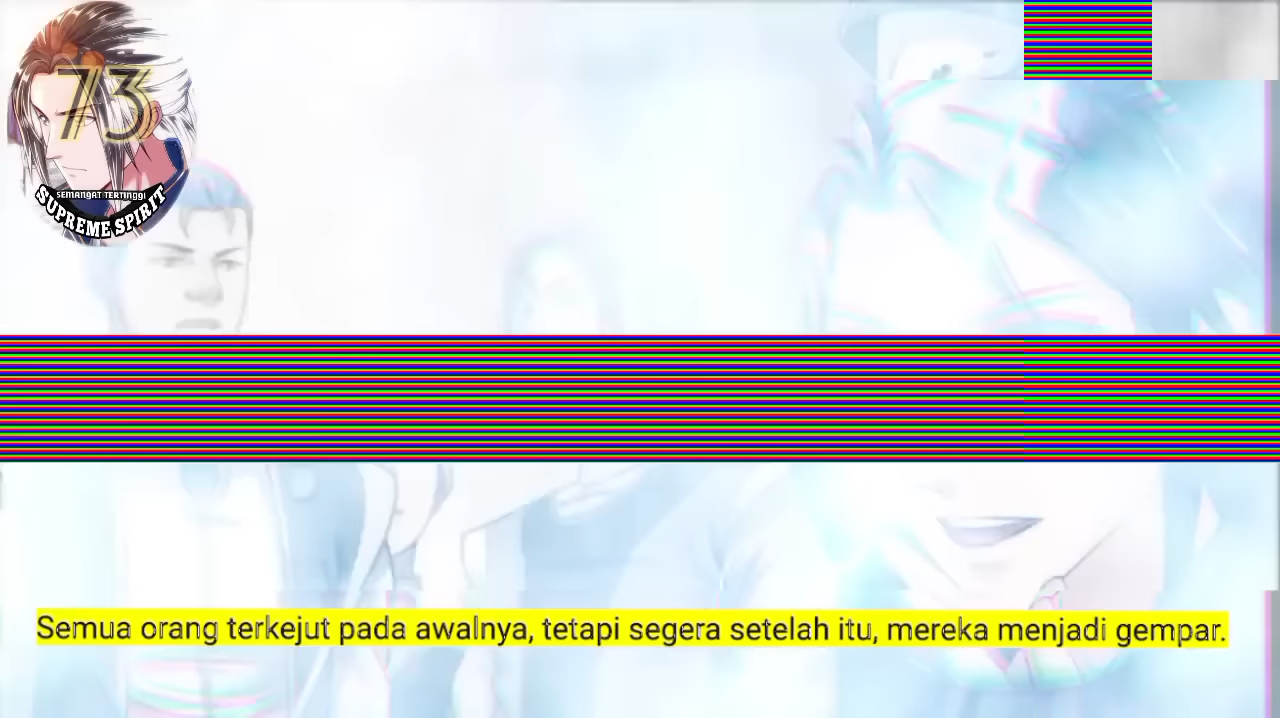 73
SEMANGAT TERTINGGI
SUPREME SPIRIT
Semua orang terkejut pada awalnya, tetapi segera setelah itu, mereka menjadi gempar.